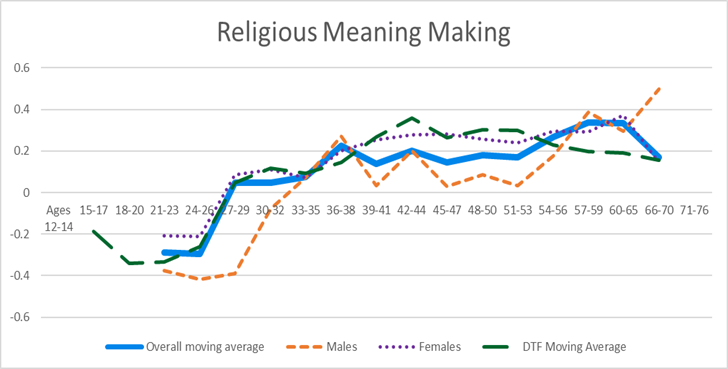 Religious Meaning Making
0.6
0.4
0.2
0
Ages 15-17 18-20 21-23 24-26 27-29 30-32 33-35 36-38 39-41 42-44 45-47 48-50 51-53 54-56 57-59 60-65 66-70 71-76
12-14
-0.2
-0.4
-0.6
Overall moving average Males Females DTF Moving Average